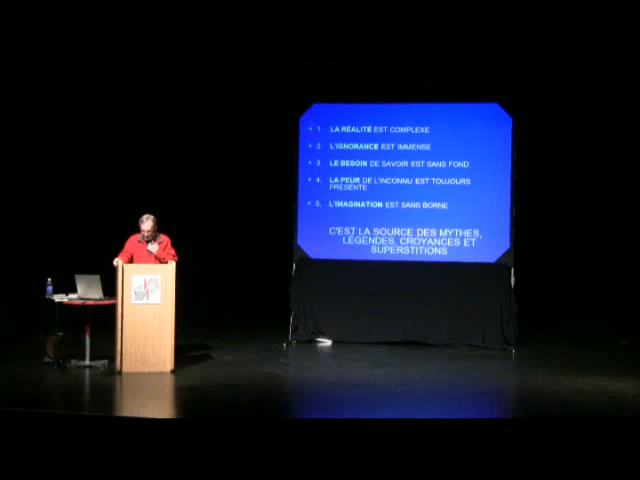 1. LA RÉALITÉ EST COMPLEXE
2. L'IGNORANCE EST IMMENSE
3. LE BESOIN DE SAVOIR EST SANS FOND
4. LA PEUR DE L'INCONNU EST TOUJOURS
PRÉSENTE
5. L'IMAGINATION EST SANS BORNE
C'EST LA SOURCE DES MYTHES,
LÉGENDES, CROYANCES ET
SUPERSTITIONS